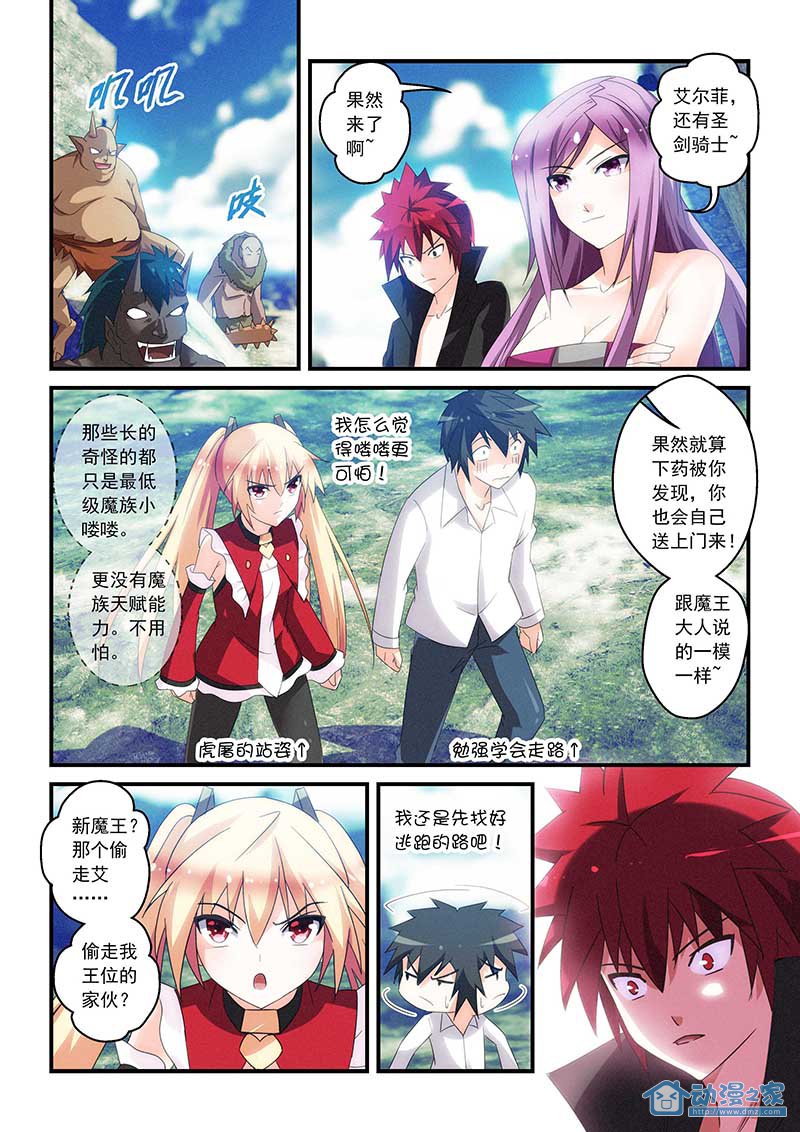 叽叽
吱
果然
来了
啊~
艾尔菲，
还有圣
剑骑士~
那些长的
奇怪的都
只是最低
级魔族小
喽喽。
更没有魔
族天赋能
力。不用
怕。
我怎么觉
得喽喽更
可怕！
果然就算
下药被你
发现，你
也会自己
送上门来！
跟魔王
大人说
的一模
一样~
虎尾的站姿↑
勉强学会走路↑
新魔王？
那个偷
走艾
……
偷走我
王位的
家伙？
我还是先找好
逃跑的路吧！
动漫之家
http://www.dmzj.com